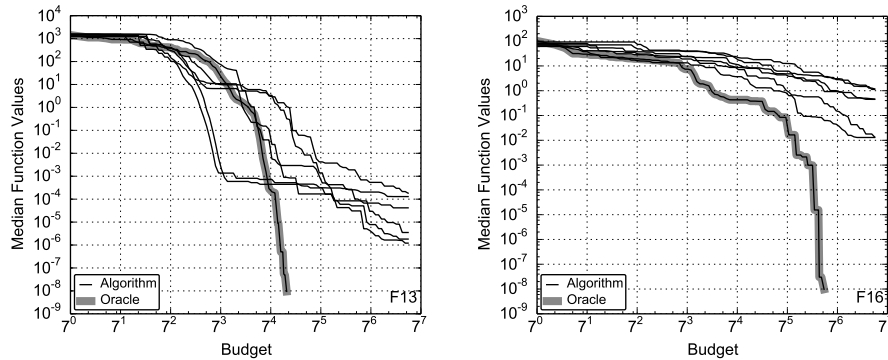 Median Function Values
10^4
10^3
10^2
10^1
10^0
10^-1
10^-2
10^-3
10^-4
10^-5
10^-6
10^-7
10^-8
10^-9
Algorithm
Oracle
F13
7^0 7^1 7^2 7^3 7^4 7^5 7^6 7^7
Budget
Median Function Values
10^3
10^2
10^1
10^0
10^-1
10^-2
10^-3
10^-4
10^-5
10^-6
10^-7
10^-8
10^-9
Algorithm
Oracle
F16
7^0 7^1 7^2 7^3 7^4 7^5 7^6 7^7
Budget